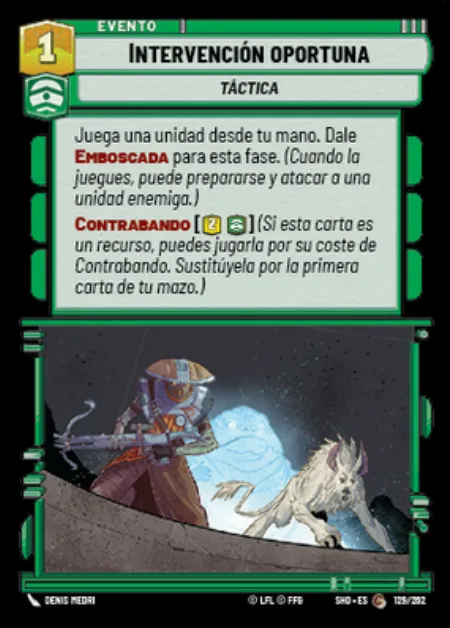 EVENTO
1
INTERVENCIÓN OPORTUNA
TÁCTICA
Juega una unidad desde tu mano. Dale
EMBOSCADA para esta fase. (Cuando la
juegues, puede prepararse y atacar a una
unidad enemiga.)
CONTRABANDO [2] (Si esta carta es
un recurso, puedes jugarla por su coste de
Contrabando. Sustitúyela por la primera
carta de tu mazo.)
DENIS MEDRI
© LFL © FFG
SHD • ES
129/262